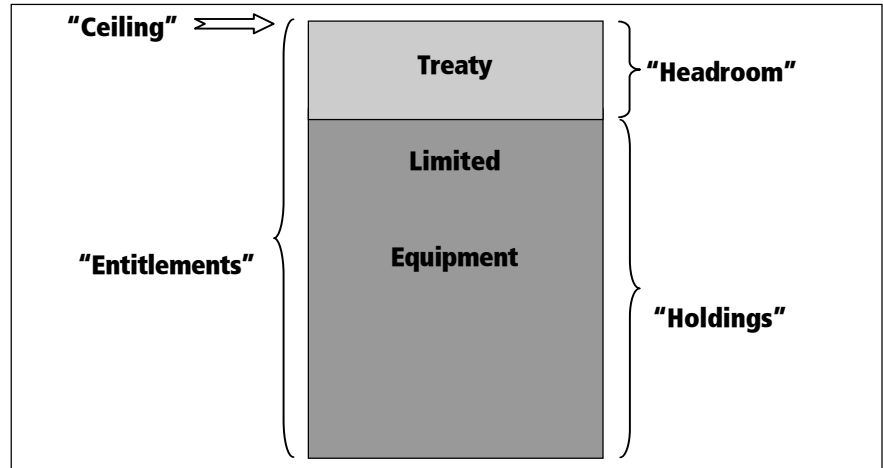 “Ceiling”
Treaty
“Headroom”
Limited
Equipment
“Entitlements”
“Holdings”